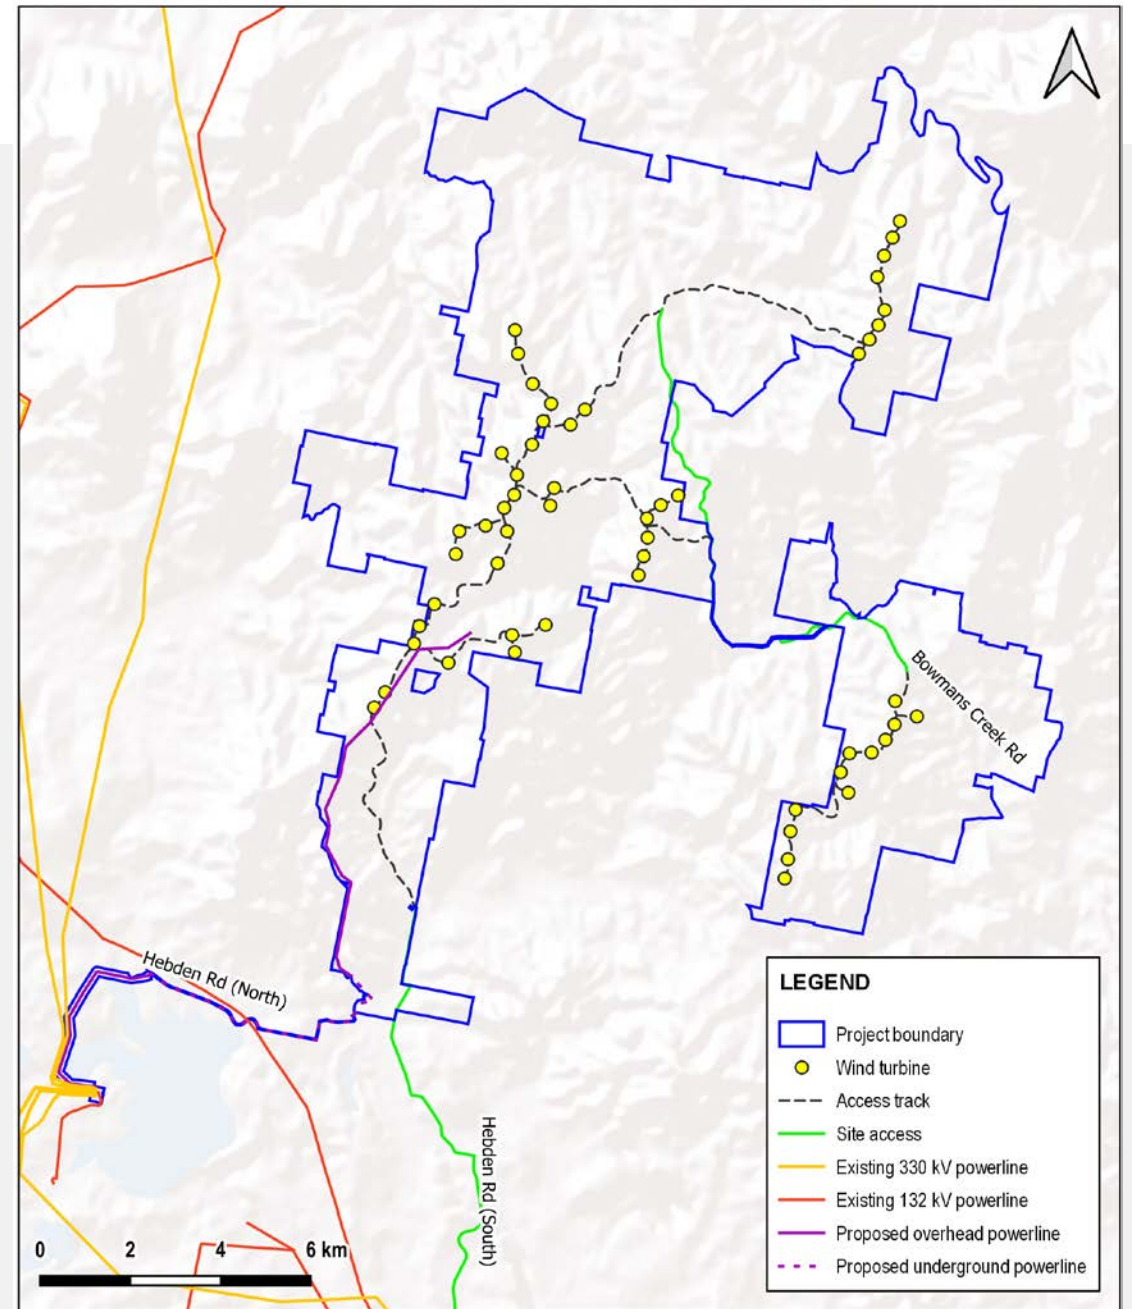 Bowmans Creek Rd
Hebden Rd (North)
Hebden Rd (South)
0 2 4 6 km
LEGEND
Project boundary
Wind turbine
Access track
Site access
Existing 330 kV powerline
Existing 132 kV powerline
Proposed overhead powerline
Proposed underground powerline